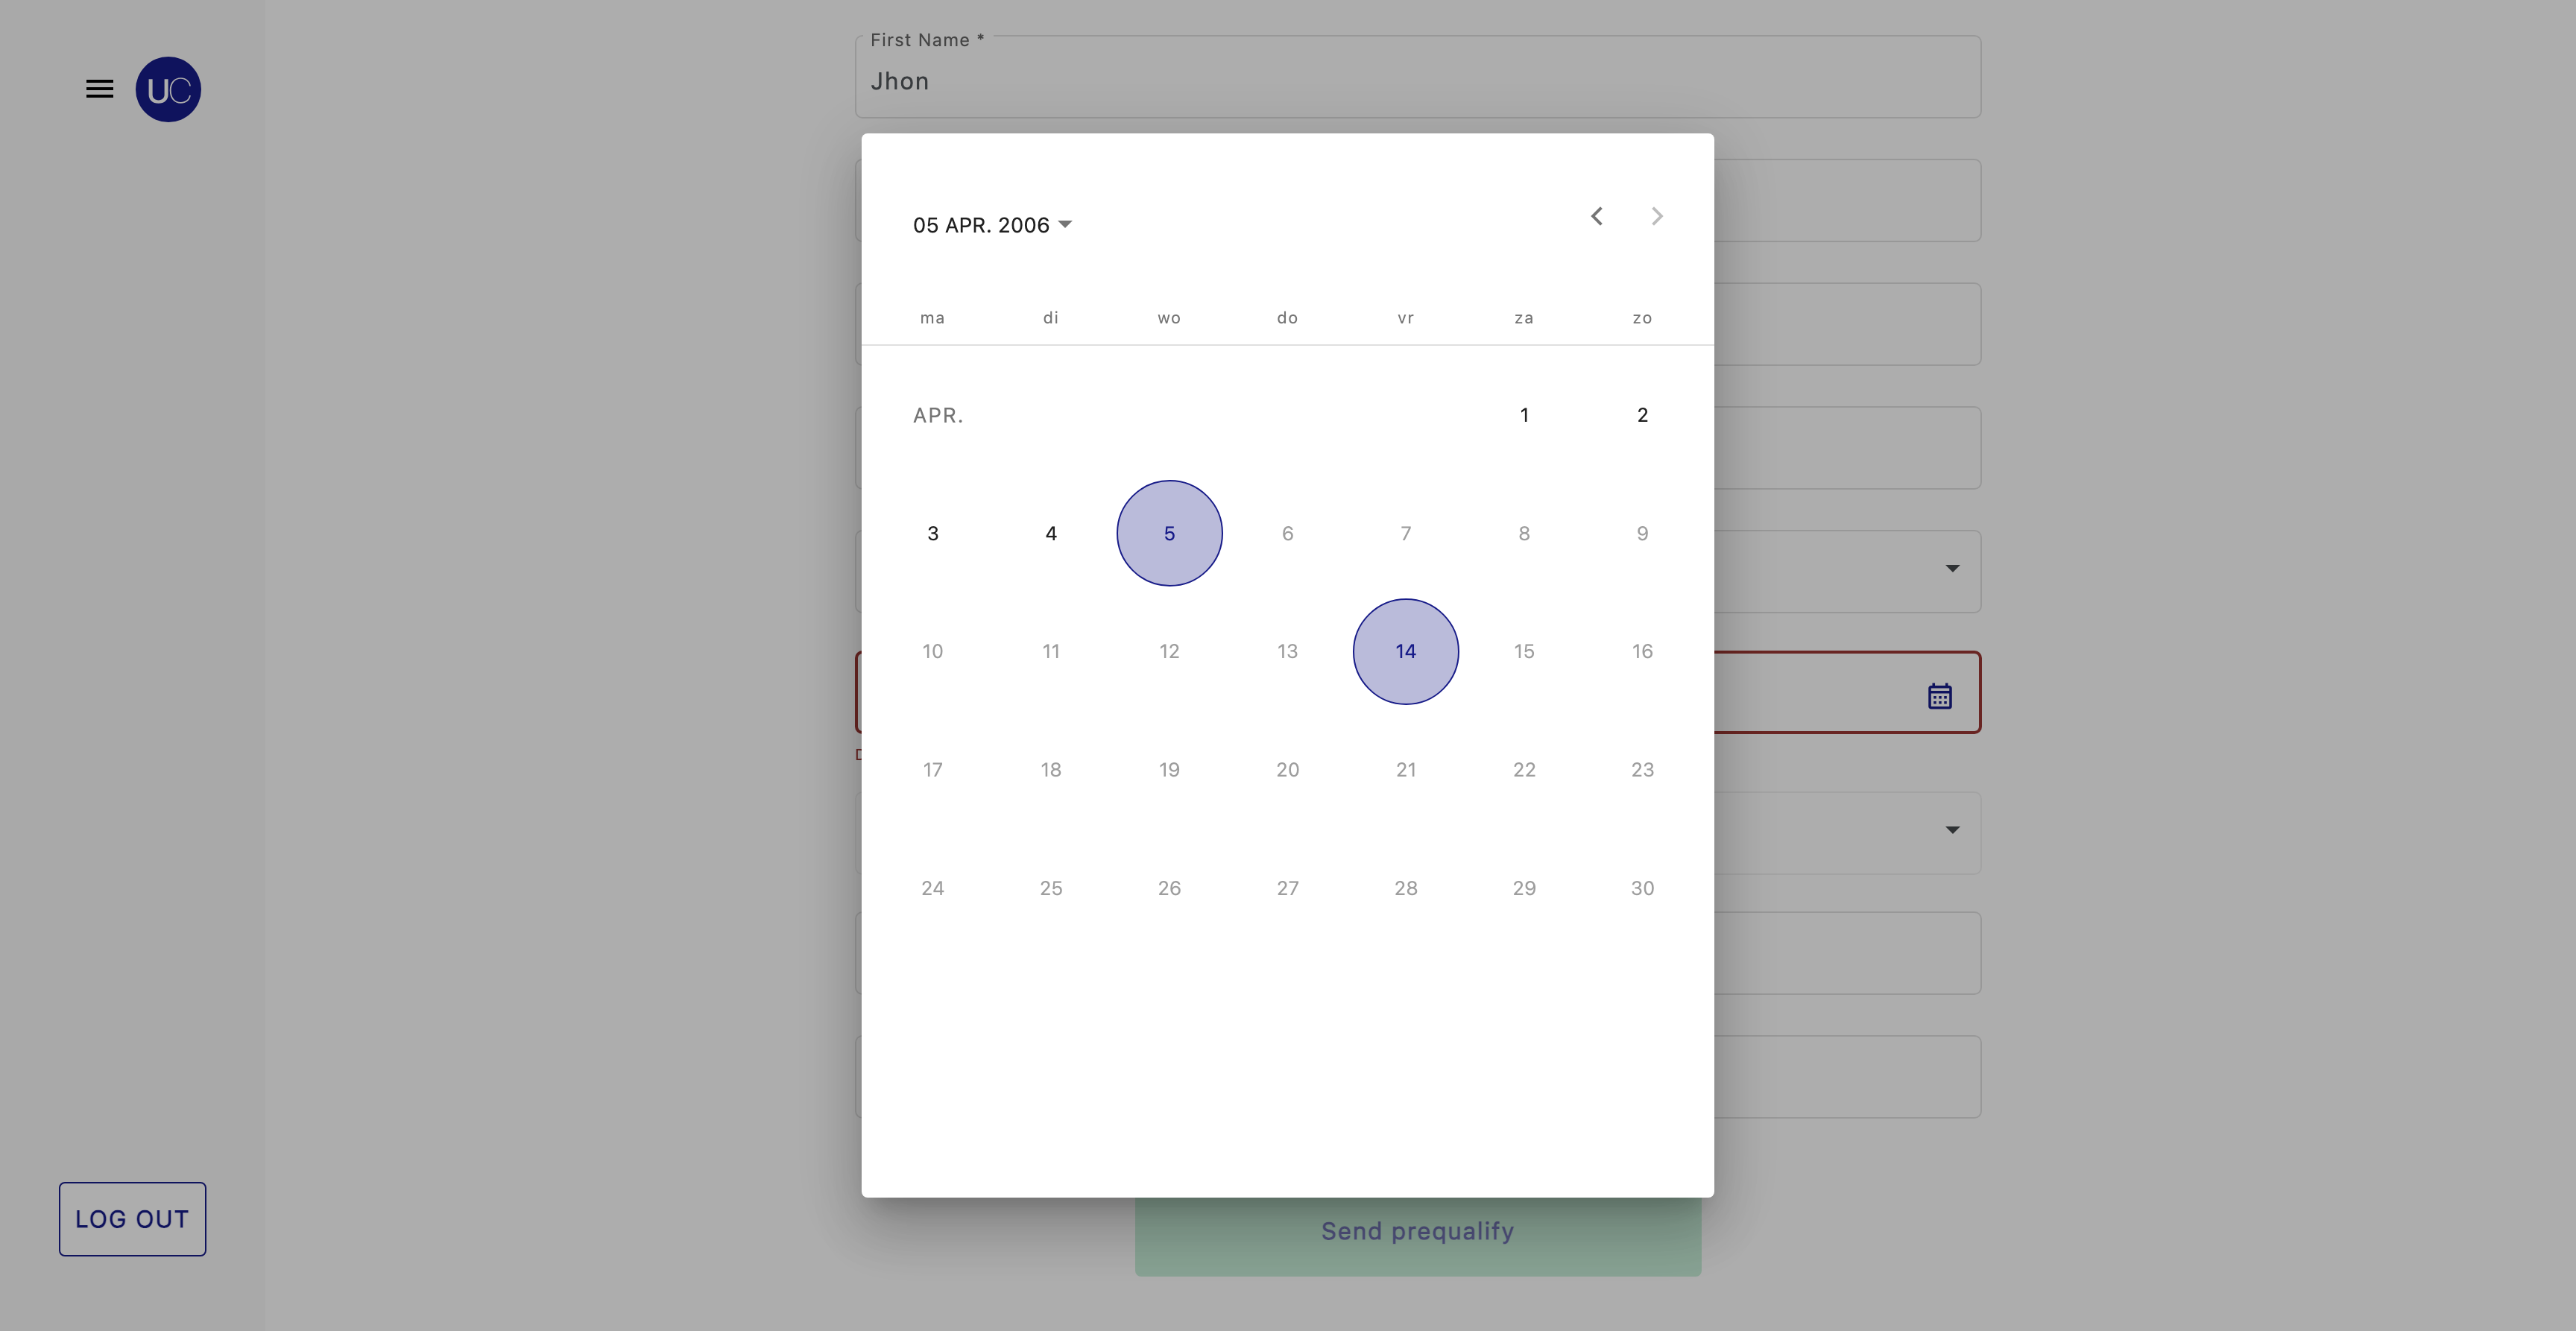 First Name *
UC
Jhon
05 APR. 2006
ma di wo do vr za zo
APR. 1 2
3 4 5 6 7 8 9
10 11 12 13 14 15 16
17 18 19 20 21 22 23
24 25 26 27 28 29 30
LOG OUT
Send prequalify